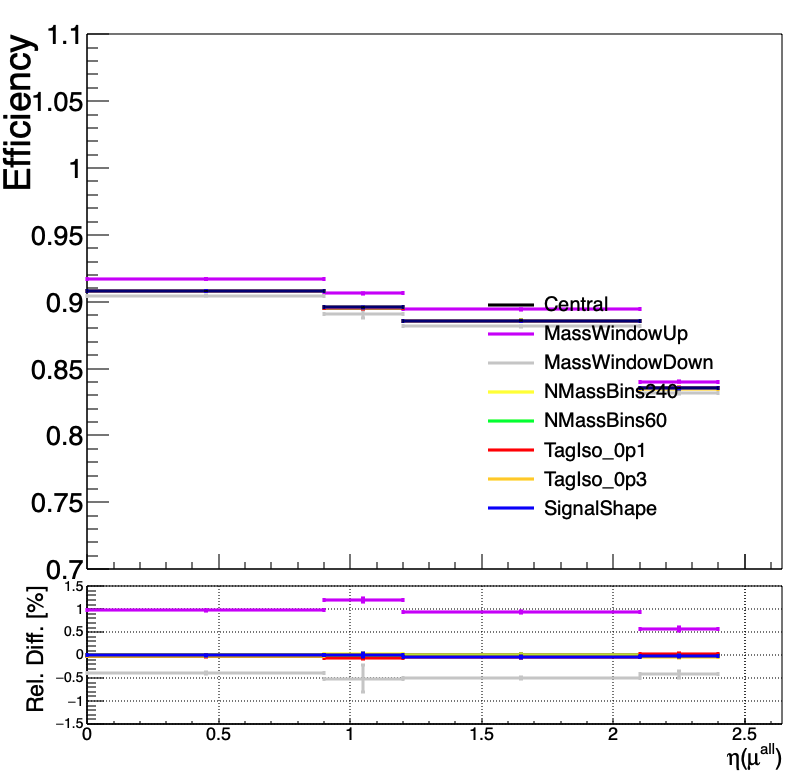 Efficiency
1.1
1.05
1
0.95
0.9
0.85
0.8
0.75
0.7
Central
MassWindowUp
MassWindowDown
NMassBins240
NMassBins60
TagIso_0p1
TagIso_0p3
SignalShape
Rel. Diff. [%]
1.5
1
0.5
0
−0.5
−1
−1.5
0 0.5 1 1.5 2 2.5
η(μ^all)